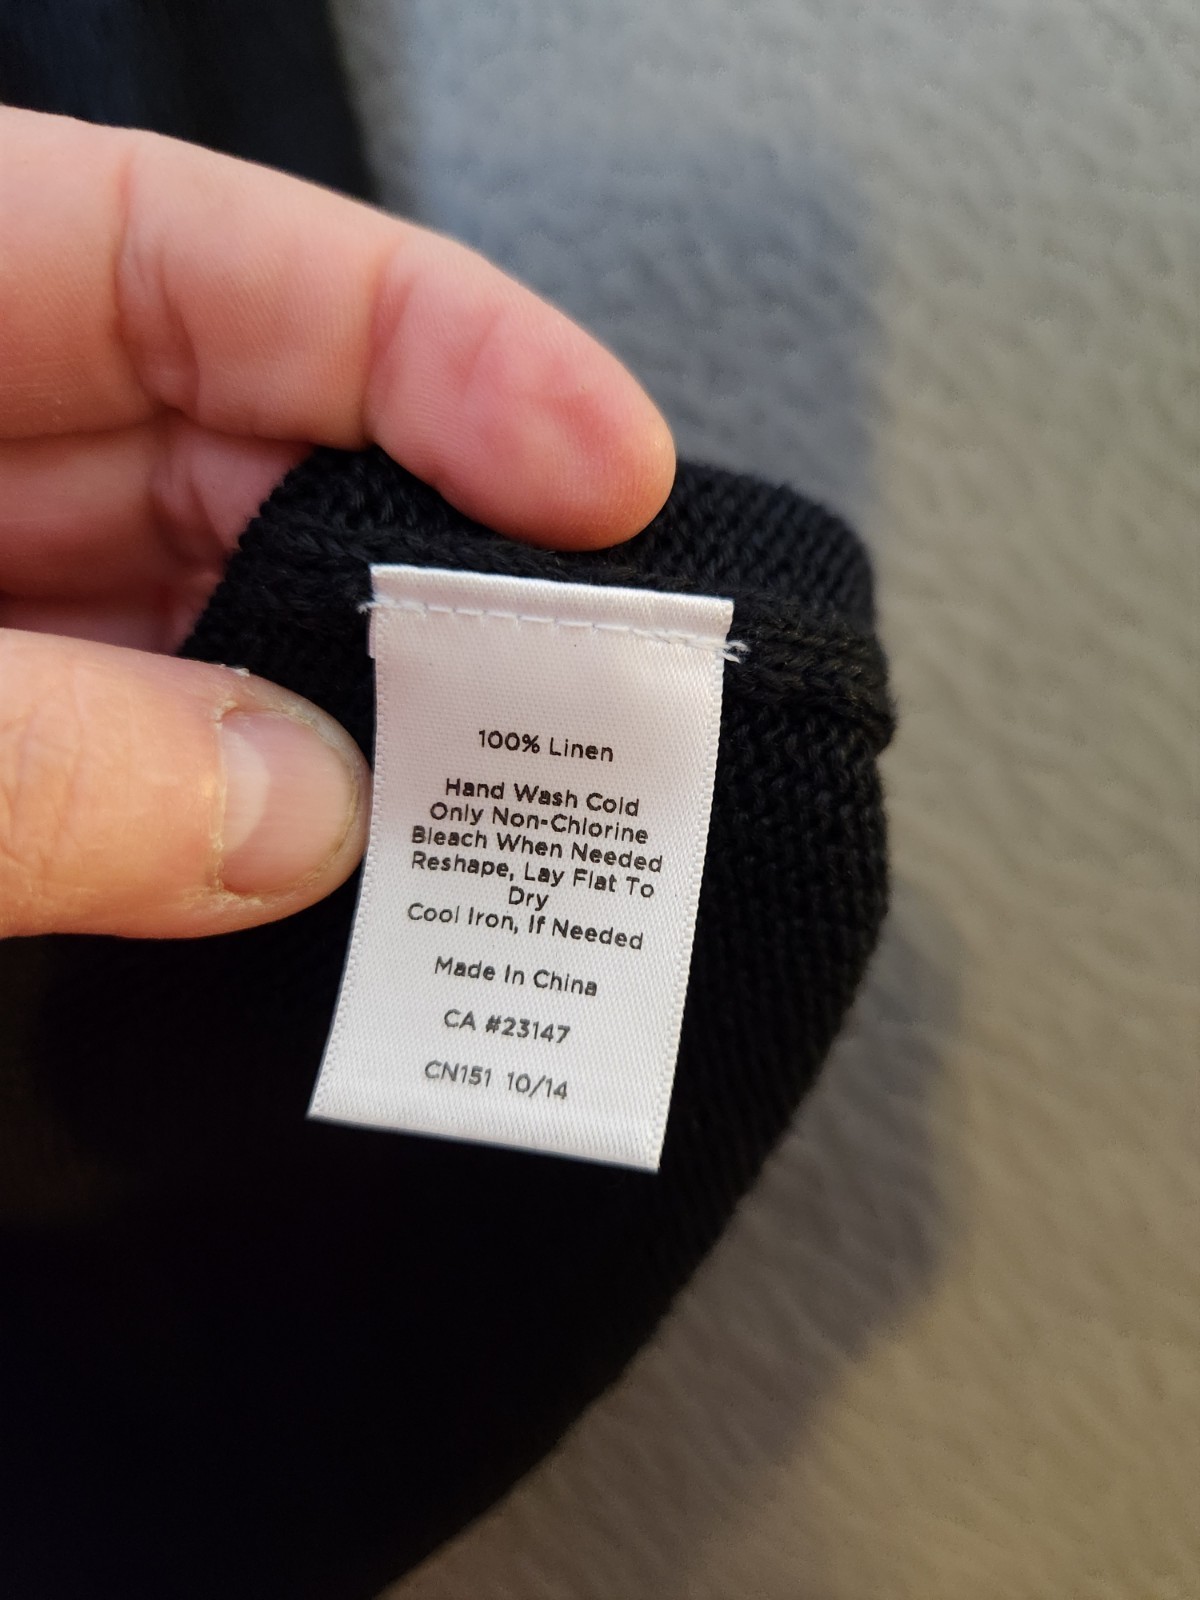 100% Linen
Hand Wash Cold
Only Non-Chlorine
Bleach When Needed
Reshape, Lay Flat To
Dry
Cool Iron, If Needed
Made In China
CA #23147
CN151 10/14